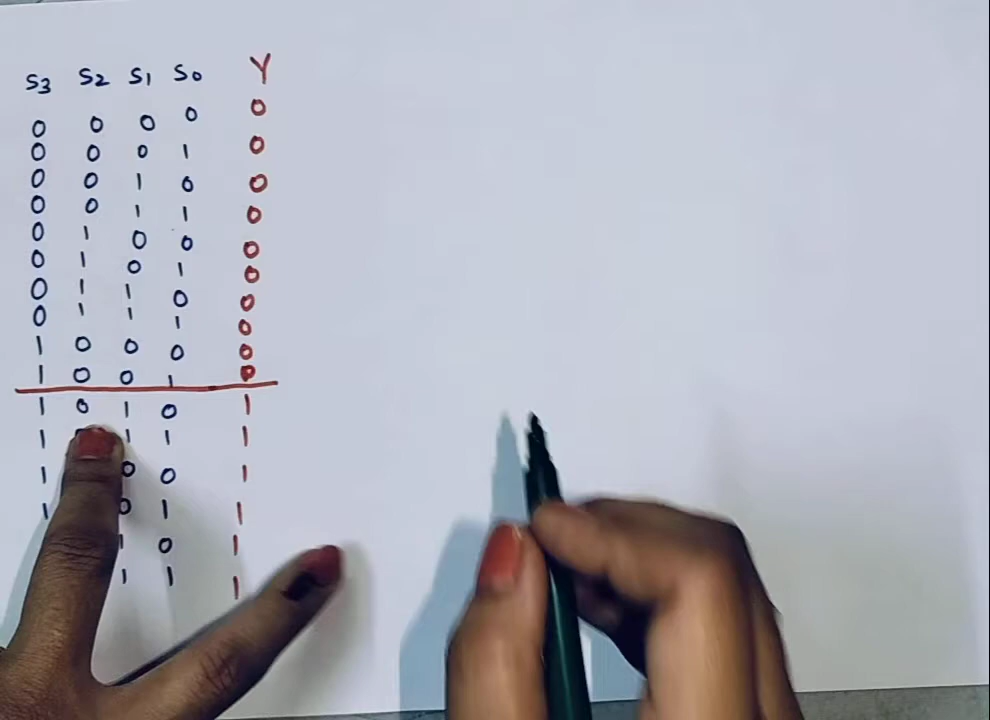 S3 S2 S1 S0 Y
0 0 0 0 0
0 0 0 1 0
0 0 1 0 0
0 0 1 1 0
0 1 0 0 0
0 1 0 1 0
0 1 1 0 0
0 1 1 1 0
1 0 0 0 0
1 0 0 1 0
1 0 1 0 1
1 1 1 1
1 0 0 1
1 0 1 1
1 0 1
1 1 1